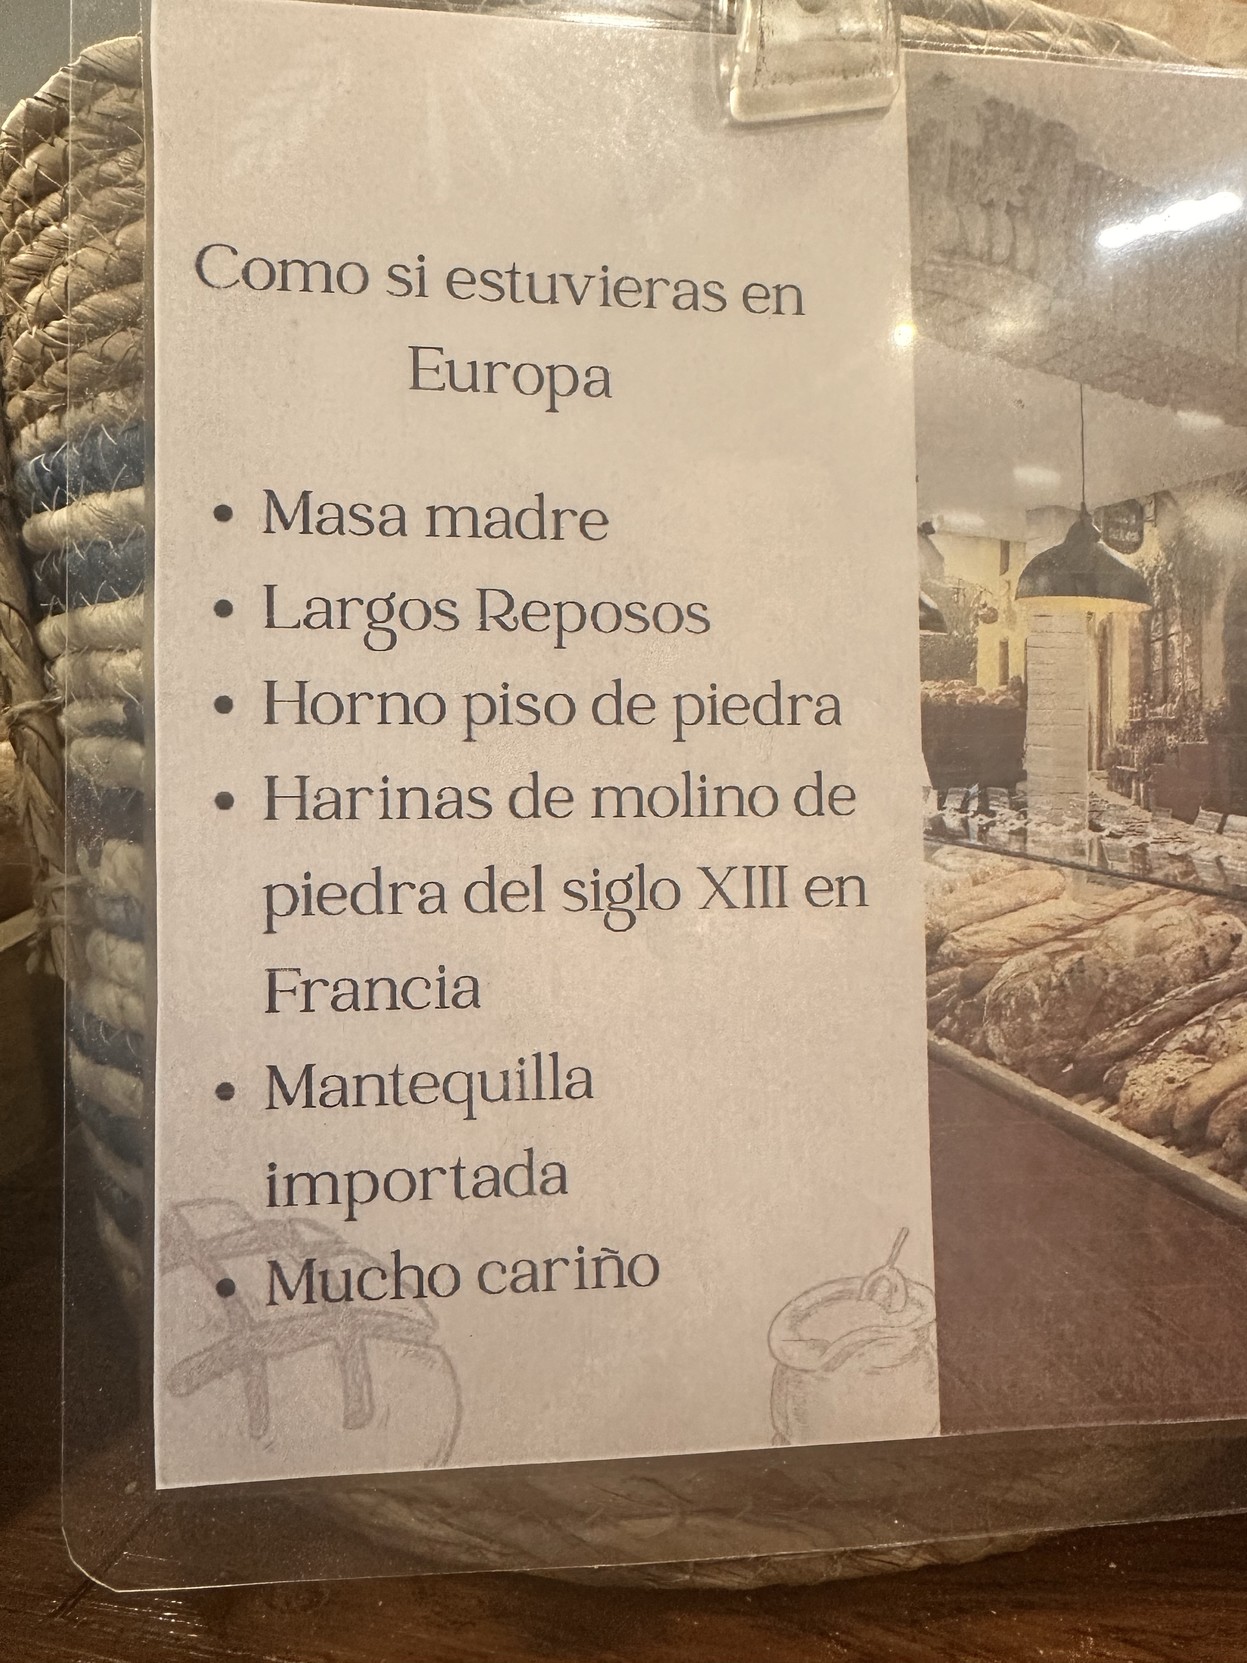 Como si estuvieras en
Europa
• Masa madre
• Largos Reposos
• Horno piso de piedra
• Harinas de molino de
piedra del siglo XIII en
Francia
• Mantequilla
importada
• Mucho cariño